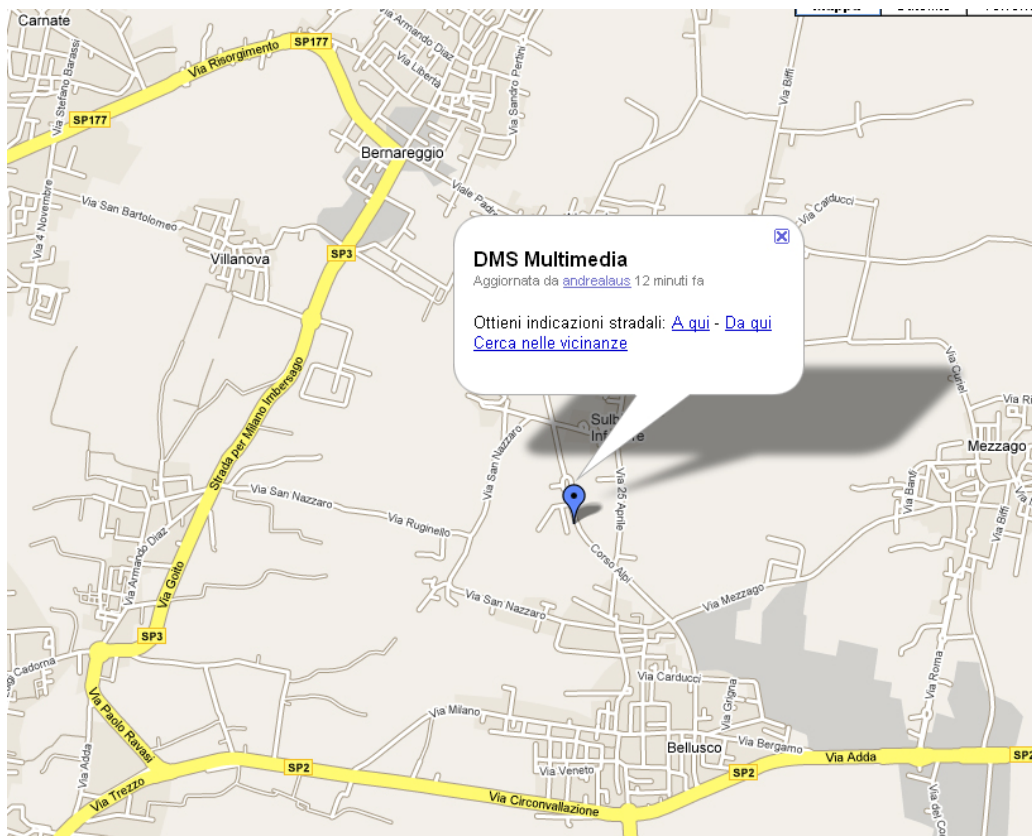 Carnate
SP177
Via Armando Diaz
Via Risorgimento
Via Libertà
Via Stefano Barassi
Via Sandro Pertini
Via Biffi
SP177
Bernareggio
Viale Padre
Via San Bartolomeo
Via Carducci
Via 4 Novembre
Villanova
SP3
DMS Multimedia
Aggiornata da andrealaus 12 minuti fa
Ottieni indicazioni stradali: A qui - Da qui
Cerca nelle vicinanze
Via Curiel
Strada per Milano Imbersago
Via San Nazzaro
Mezzago
Via San Nazzaro
Via Ruginello
Via 25 Aprile
Via Banfi
Via Biffi
Via Armando Diaz
Via Goito
Corso Alpi
Via San Nazzaro
Via Mezzago
SP3
Cadorna
Via Carducci
Via Grigna
Via Roma
Via Paolo Ravasi
Via Milano
Bellusco
Via Bergamo
Via Adda
Via Adda
SP2
SP2
SP2
Via Veneto
Via Trezzo
Via Circonvallazione